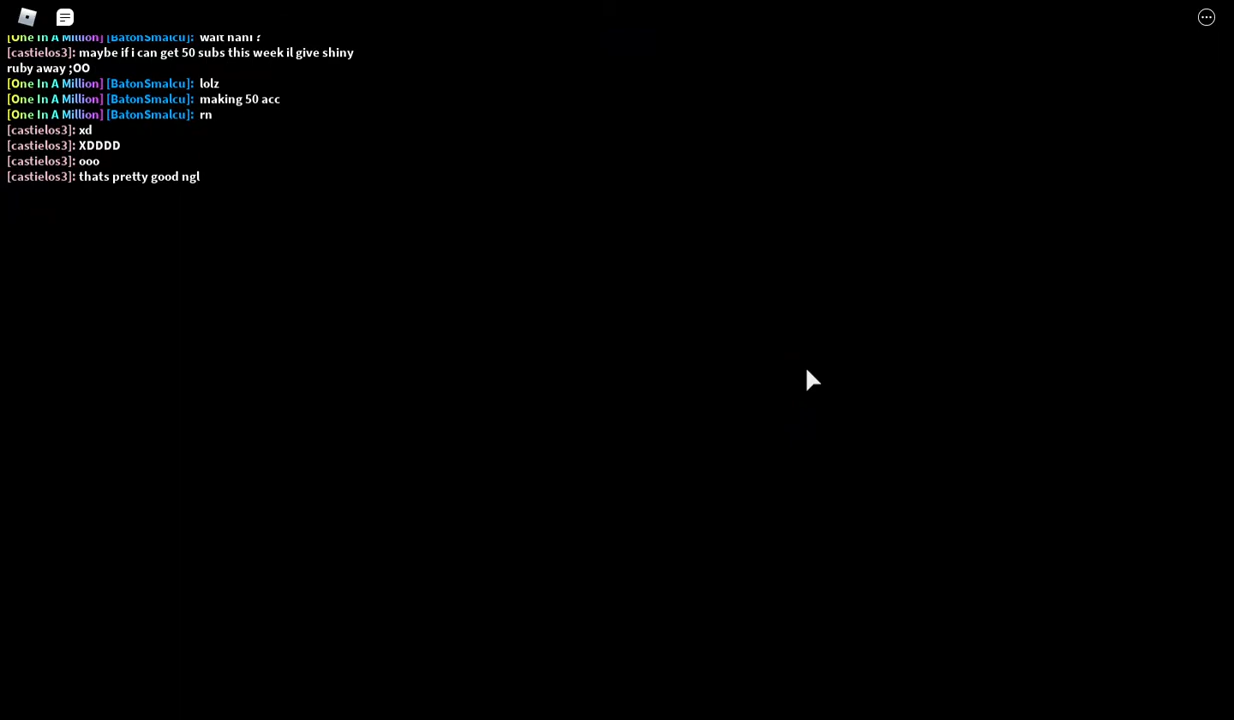 [One In A Million] [BatonSmalcu]: wait nani ?
[castielos3]: maybe if i can get 50 subs this week il give shiny
ruby away ;OO
[One In A Million] [BatonSmalcu]: lolz
[One In A Million] [BatonSmalcu]: making 50 acc
[One In A Million] [BatonSmalcu]: rn
[castielos3]: xd
[castielos3]: XDDDD
[castielos3]: ooo
[castielos3]: thats pretty good ngl